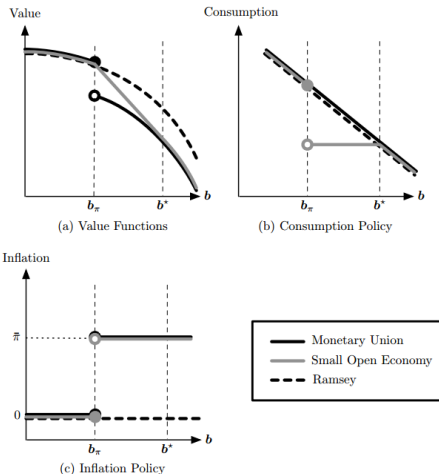 Value
b_π b* b
(a) Value Functions
Consumption
b_π b* b
(b) Consumption Policy
Inflation
π̄
0
b_π b* b
(c) Inflation Policy
Monetary Union
Small Open Economy
Ramsey